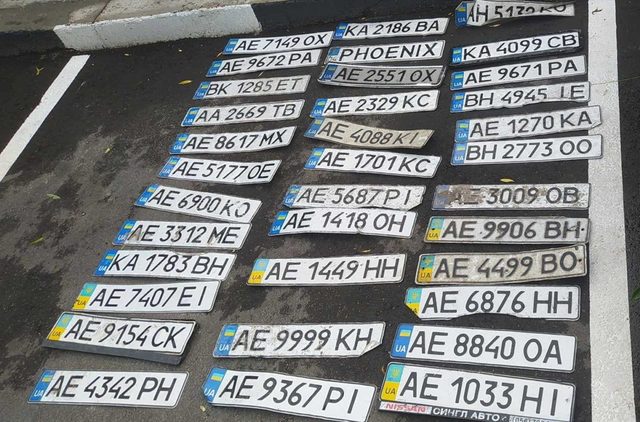 AE 7149 OX
AE 9672 PA
BK 1285 ET
AA 2669 TB
AE 8617 MX
AE 5177 OE
AE 6900 KO
AE 3312 ME
KA 1783 BH
AE 7407 EI
AE 9154 CK
AE 4342 PH
KA 2186 BA
PHOENIX
AE 2551 OX
AE 2329 KC
AE 4088 KI
AE 1701 KC
AE 5687 PI
AE 1418 OH
AE 1449 HH
AE 9999 KH
AE 9367 PI
AH 5132 KO
KA 4099 CB
AE 9671 PA
BH 4945 IE
AE 1270 KA
BH 2773 OO
AE 3009 OB
AE 9906 BH
AE 4499 BO
AE 6876 HH
AE 8840 OA
AE 1033 HI
NISSAN СИНГЛ АВТО